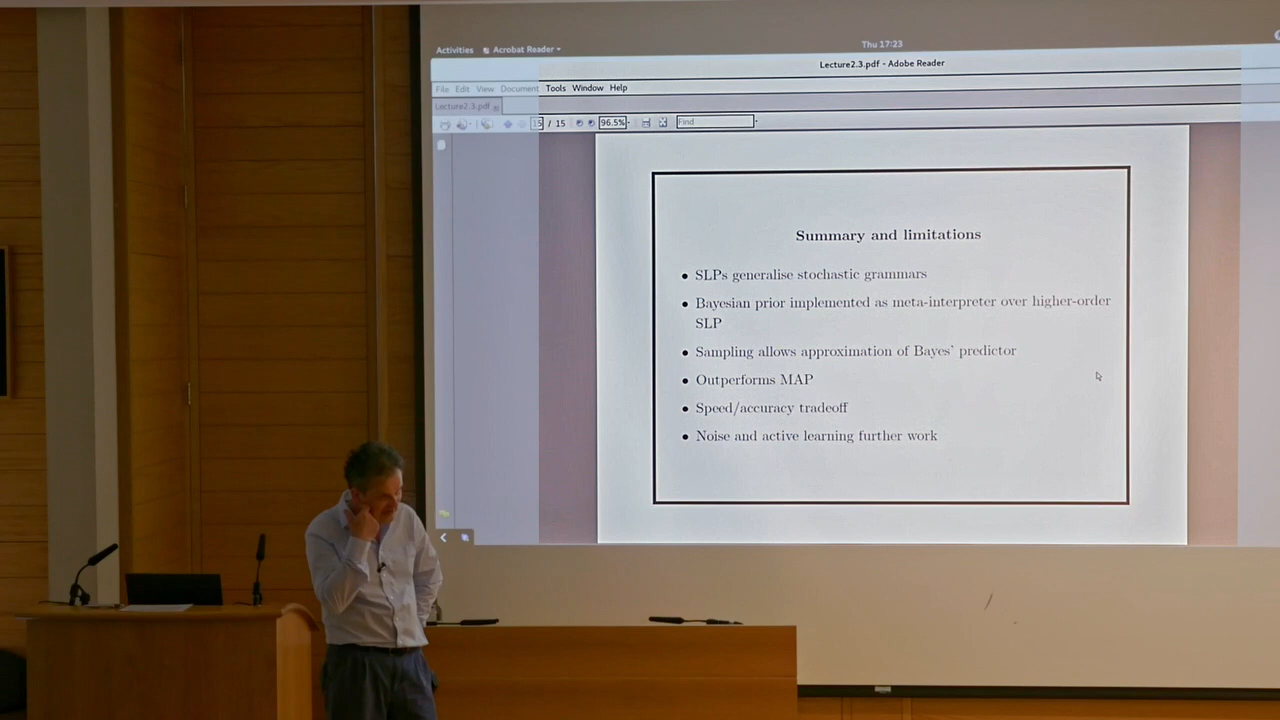 Activities Acrobat Reader
Thu 17:23
Lecture2.3.pdf - Adobe Reader
File Edit View Document Tools Window Help
Lecture2.3.pdf
15 / 15 96.5% Find
Summary and limitations
• SLPs generalise stochastic grammars
• Bayesian prior implemented as meta-interpreter over higher-order
SLP
• Sampling allows approximation of Bayes' predictor
• Outperforms MAP
• Speed/accuracy tradeoff
• Noise and active learning further work